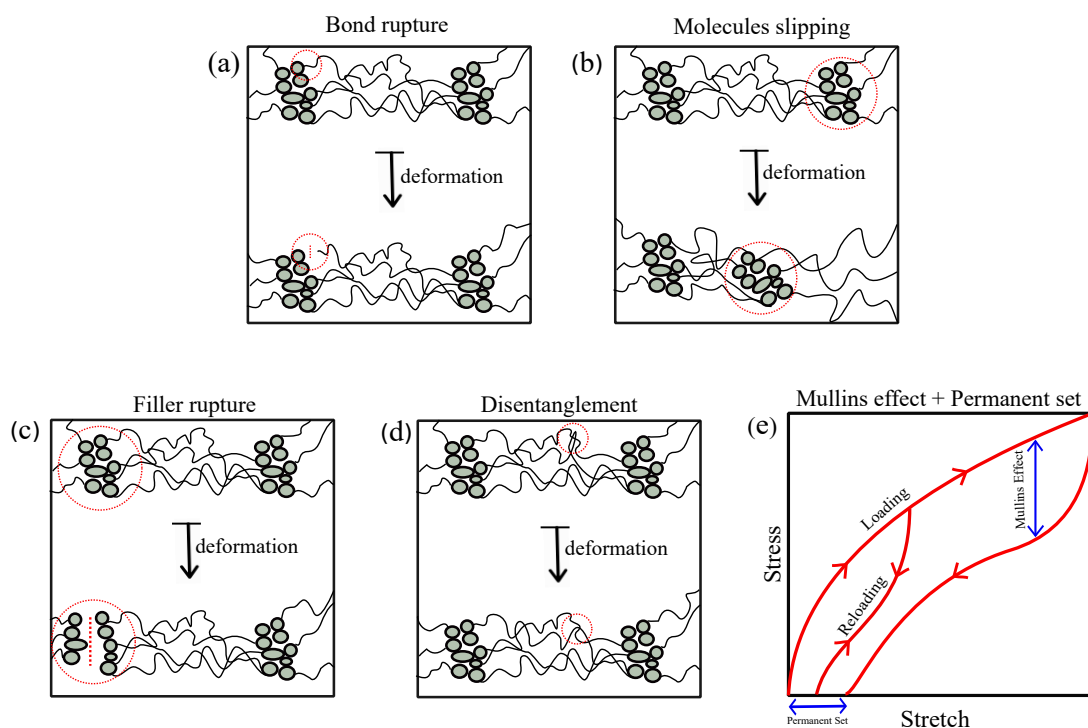 Bond rupture
Molecules slipping
(a)
(b)
deformation
deformation
Filler rupture
Disentanglement
Mullins effect + Permanent set
(c)
(d)
(e)
deformation
deformation
Stress
Loading
Reloading
Mullins Effect
Permanent Set
Stretch